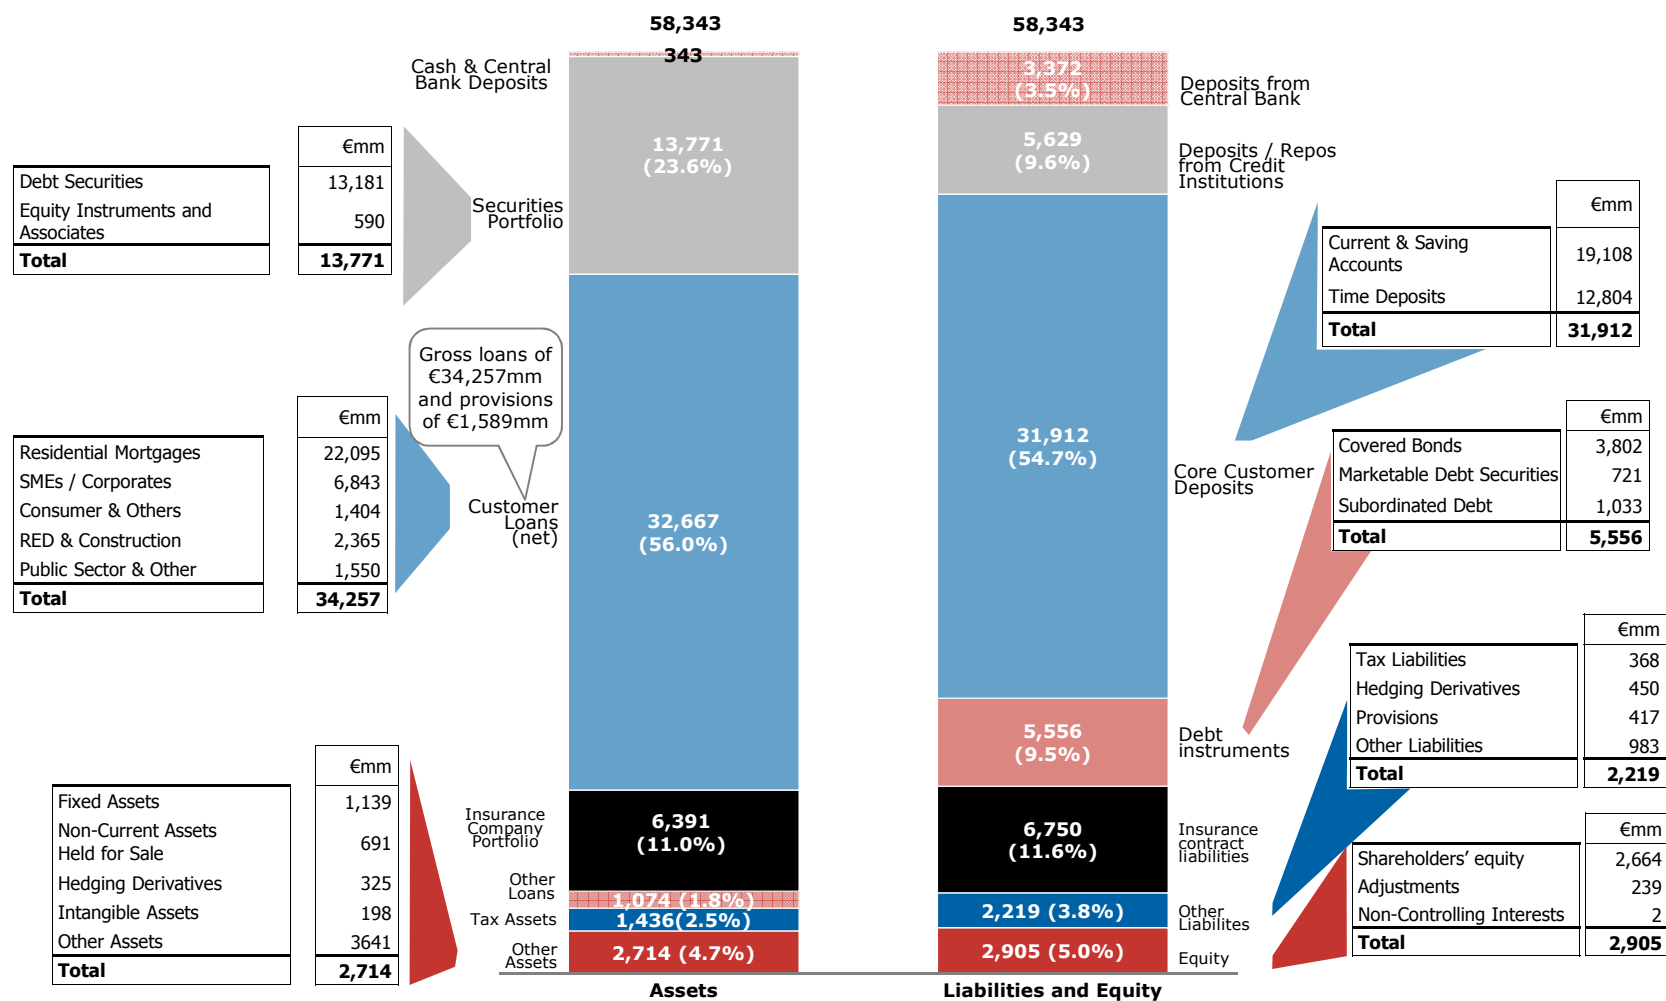 58,343
58,343
343
Cash & Central
Bank Deposits
13,771
(23.6%)
Securities
Portfolio
€mm
Debt Securities 13,181
Equity Instruments and
Associates 590
Total 13,771
Gross loans of
€34,257mm
and provisions
of €1,589mm
Customer
Loans
(net)
32,667
(56.0%)
€mm
Residential Mortgages 22,095
SMEs / Corporates 6,843
Consumer & Others 1,404
RED & Construction 2,365
Public Sector & Other 1,550
Total 34,257
Insurance
Company
Portfolio
6,391
(11.0%)
Other
Loans
1,074 (1.8%)
Tax Assets
1,436(2.5%)
Other
Assets
2,714 (4.7%)
€mm
Fixed Assets 1,139
Non-Current Assets
Held for Sale 691
Hedging Derivatives 325
Intangible Assets 198
Other Assets 3641
Total 2,714
Assets
3,372
(3.5%)
Deposits from
Central Bank
5,629
(9.6%)
Deposits / Repos
from Credit
Institutions
31,912
(54.7%)
Core Customer
Deposits
€mm
Current & Saving
Accounts 19,108
Time Deposits 12,804
Total 31,912
5,556
(9.5%)
Debt
instruments
€mm
Covered Bonds 3,802
Marketable Debt Securities 721
Subordinated Debt 1,033
Total 5,556
6,750
(11.6%)
Insurance
contract
liabilities
2,219 (3.8%)
Other
Liabilites
€mm
Tax Liabilities 368
Hedging Derivatives 450
Provisions 417
Other Liabilities 983
Total 2,219
2,905 (5.0%)
Equity
€mm
Shareholders’ equity 2,664
Adjustments 239
Non-Controlling Interests 2
Total 2,905
Liabilities and Equity